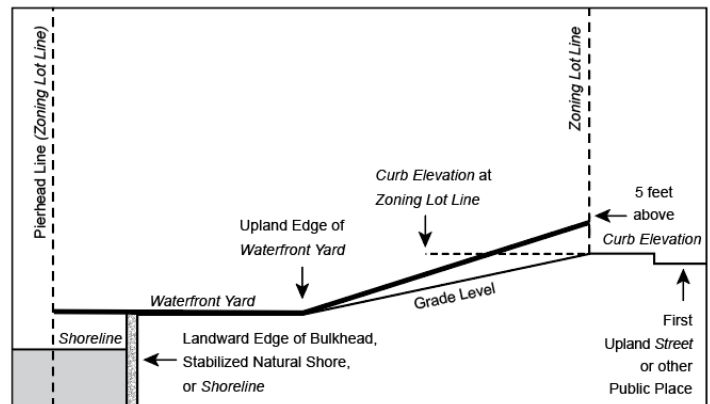 Pierhead Line (Zoning Lot Line)
Zoning Lot Line
Curb Elevation at
Zoning Lot Line
5 feet
above
Curb Elevation
Upland Edge of
Waterfront Yard
Waterfront Yard
Grade Level
Shoreline
Landward Edge of Bulkhead,
Stabilized Natural Shore,
or Shoreline
First
Upland Street
or other
Public Place